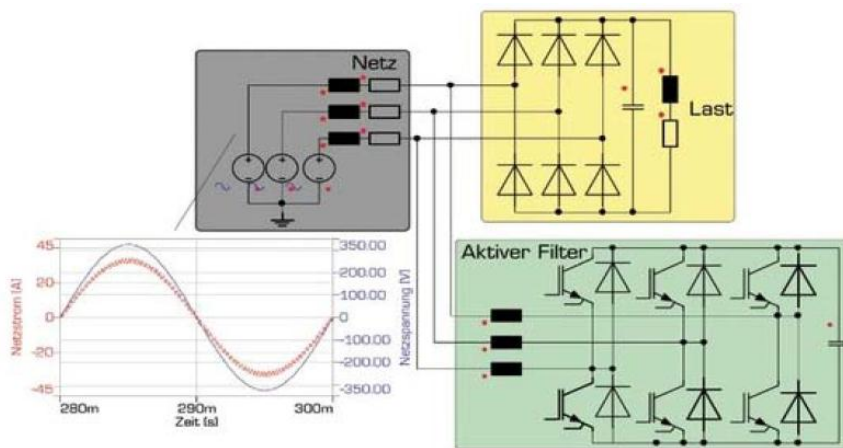 Netz
Last
Aktiver Filter
Netzstrom [A]
45
20
0
-20
-45
350.00
200.00
100.00
0
-100.00
-200.00
-350.00
Netzspannung [V]
280m
290m
300m
Zeit [s]